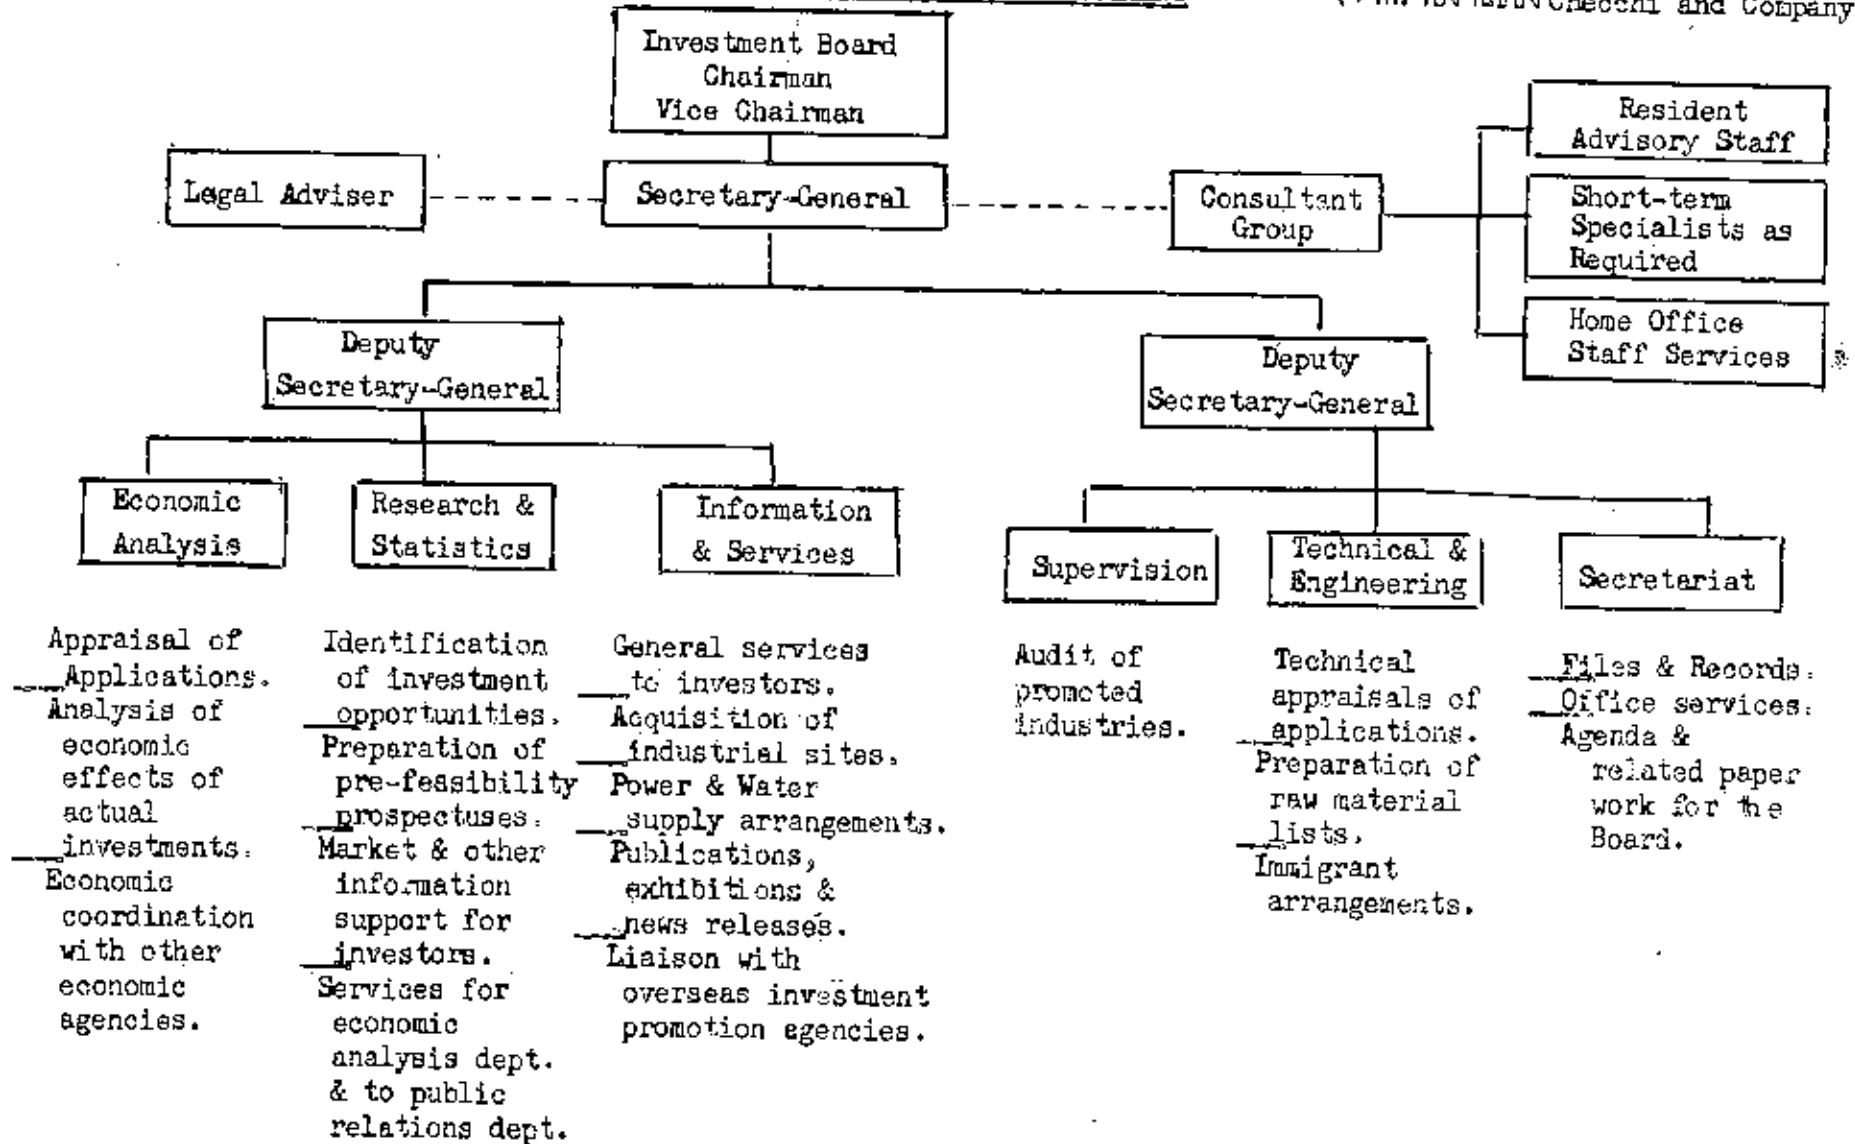 Checchi and Company
Investment Board
Chairman
Vice Chairman
Legal Adviser
Secretary-General
Consultant
Group
Resident
Advisory Staff
Short-term
Specialists as
Required
Home Office
Staff Services
Deputy
Secretary-General
Deputy
Secretary-General
Economic
Analysis
Research &
Statistics
Information
& Services
Supervision
Technical &
Engineering
Secretariat
Appraisal of
Applications.
Analysis of
economic
effects of
actual
investments.
Economic
coordination
with other
economic
agencies.
Identification
of investment
opportunities.
Preparation of
pre-feasibility
prospectuses.
Market & other
information
support for
investors.
Services for
economic
analysis dept.
& to public
relations dept.
General services
to investors.
Acquisition of
industrial sites.
Power & Water
supply arrangements.
Publications,
exhibitions &
news releases.
Liaison with
overseas investment
promotion agencies.
Audit of
promoted
industries.
Technical
appraisals of
applications.
Preparation of
raw material
lists.
Immigrant
arrangements.
Files & Records.
Office services.
Agenda &
related paper
work for the
Board.